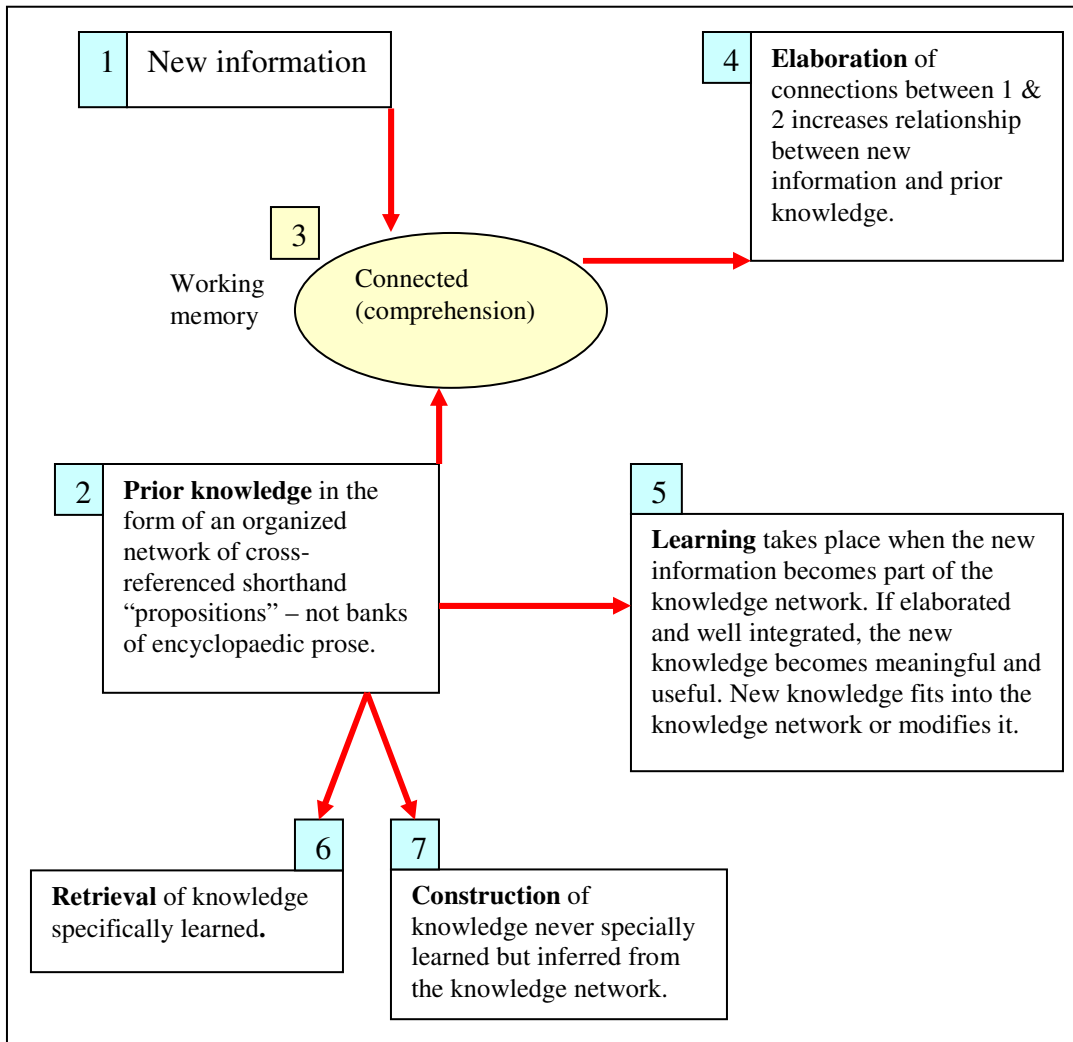 1
New information
4
Elaboration of
connections between 1 &
2 increases relationship
between new
information and prior
knowledge.
3
Working
memory
Connected
(comprehension)
2
Prior knowledge in the
form of an organized
network of cross-
referenced shorthand
“propositions” – not banks
of encyclopaedic prose.
5
Learning takes place when the new
information becomes part of the
knowledge network. If elaborated
and well integrated, the new
knowledge becomes meaningful and
useful. New knowledge fits into the
knowledge network or modifies it.
6
Retrieval of knowledge
specifically learned.
7
Construction of
knowledge never specially
learned but inferred from
the knowledge network.